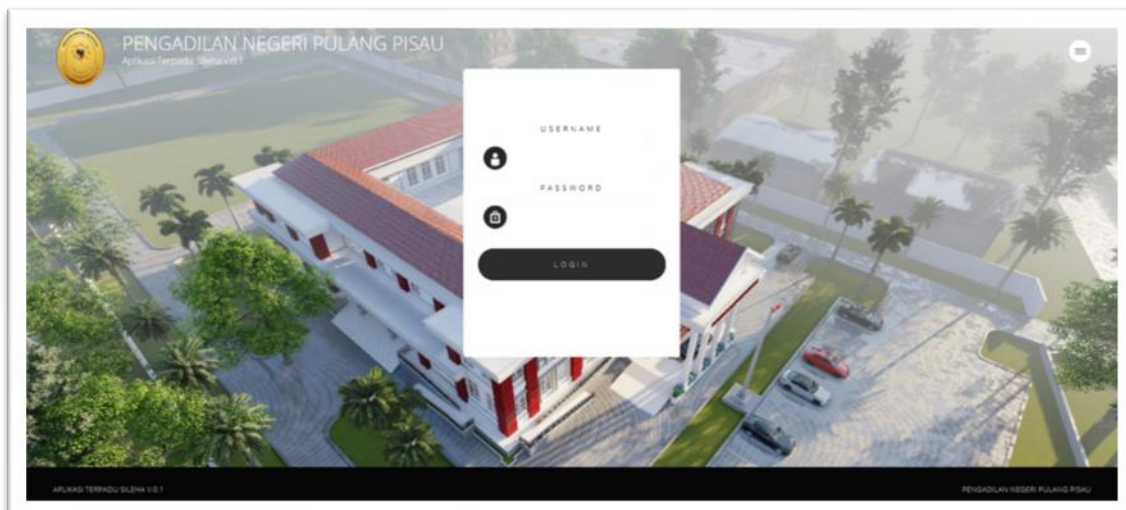 PENGADILAN NEGERI PULANG PISAU
Aplikasi Terpadu Sileha v.0.1
USERNAME
PASSWORD
LOGIN
APLIKASI TERPADU SILEHA V.0.1
PENGADILAN NEGERI PULANG PISAU